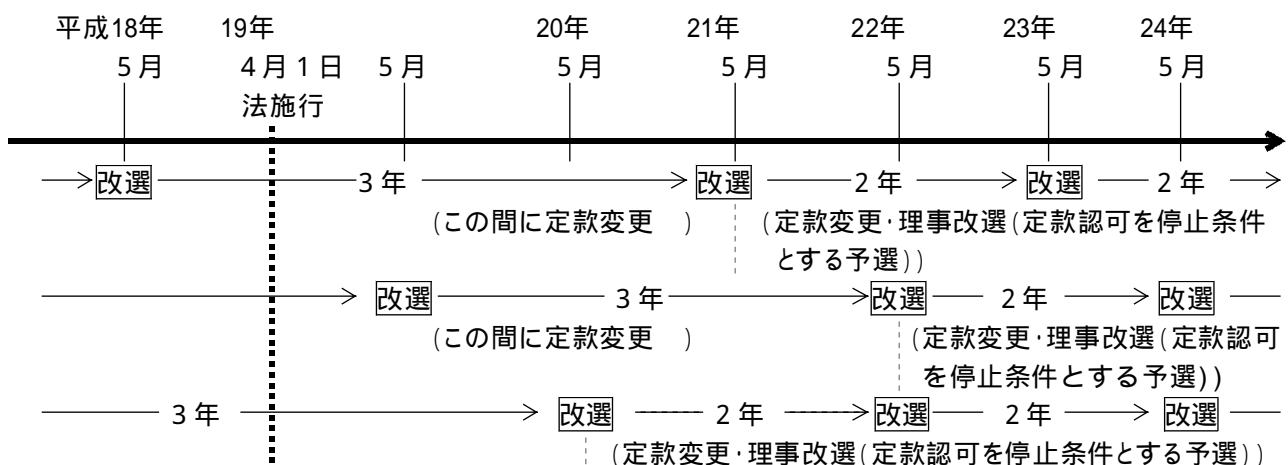 平成18年 19年 20年 21年 22年 23年 24年
5月 4月1日 5月 5月 5月 5月 5月 5月
法施行
改選 3年 改選 2年 改選 2年
(この間に定款変更 ) (定款変更・理事改選(定款認可を停止条件
とする予選))
改選 3年 改選 2年 改選
(この間に定款変更 ) (定款変更・理事改選(定款認可
を停止条件とする予選))
3年 改選 2年 改選 2年 改選
(定款変更・理事改選(定款認可を停止条件とする予選))